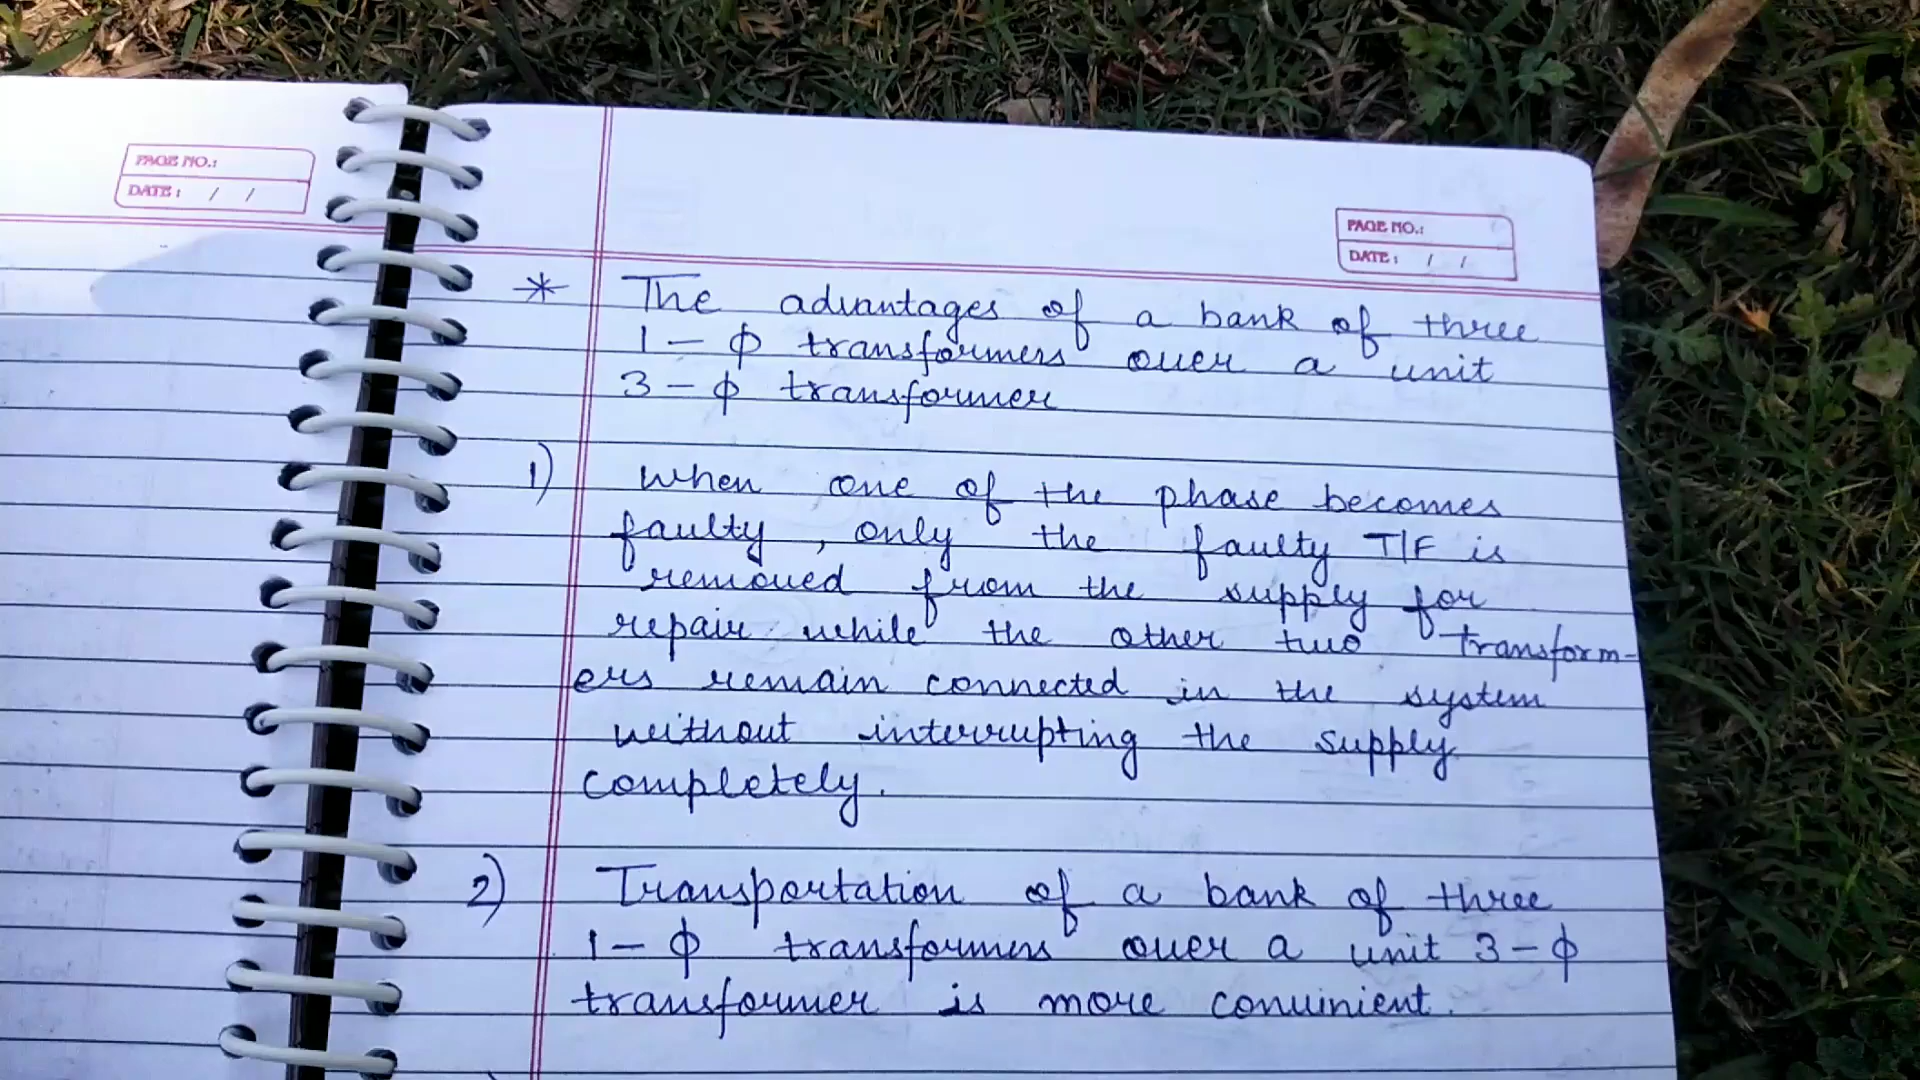 PAGE NO.:
DATE: / /
PAGE NO.:
DATE: / /
* The advantages of a bank of three
1-ϕ transformers over a unit
3-ϕ transformer
1) when one of the phase becomes
faulty, only the faulty T/F is
removed from the supply for
repair while the other two transform-
ers remain connected in the system
without interrupting the supply
completely.
2) Transportation of a bank of three
1-ϕ transformers over a unit 3-ϕ
transformer is more convinient.